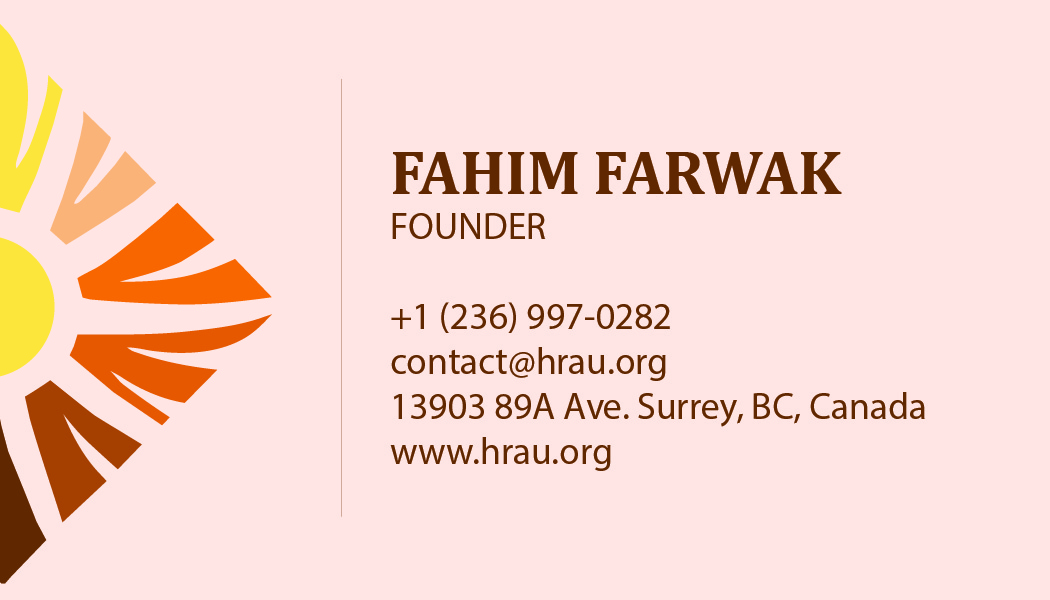 FAHIM FARWAK
FOUNDER
+1 (236) 997-0282
contact@hrau.org
13903 89A Ave. Surrey, BC, Canada
www.hrau.org